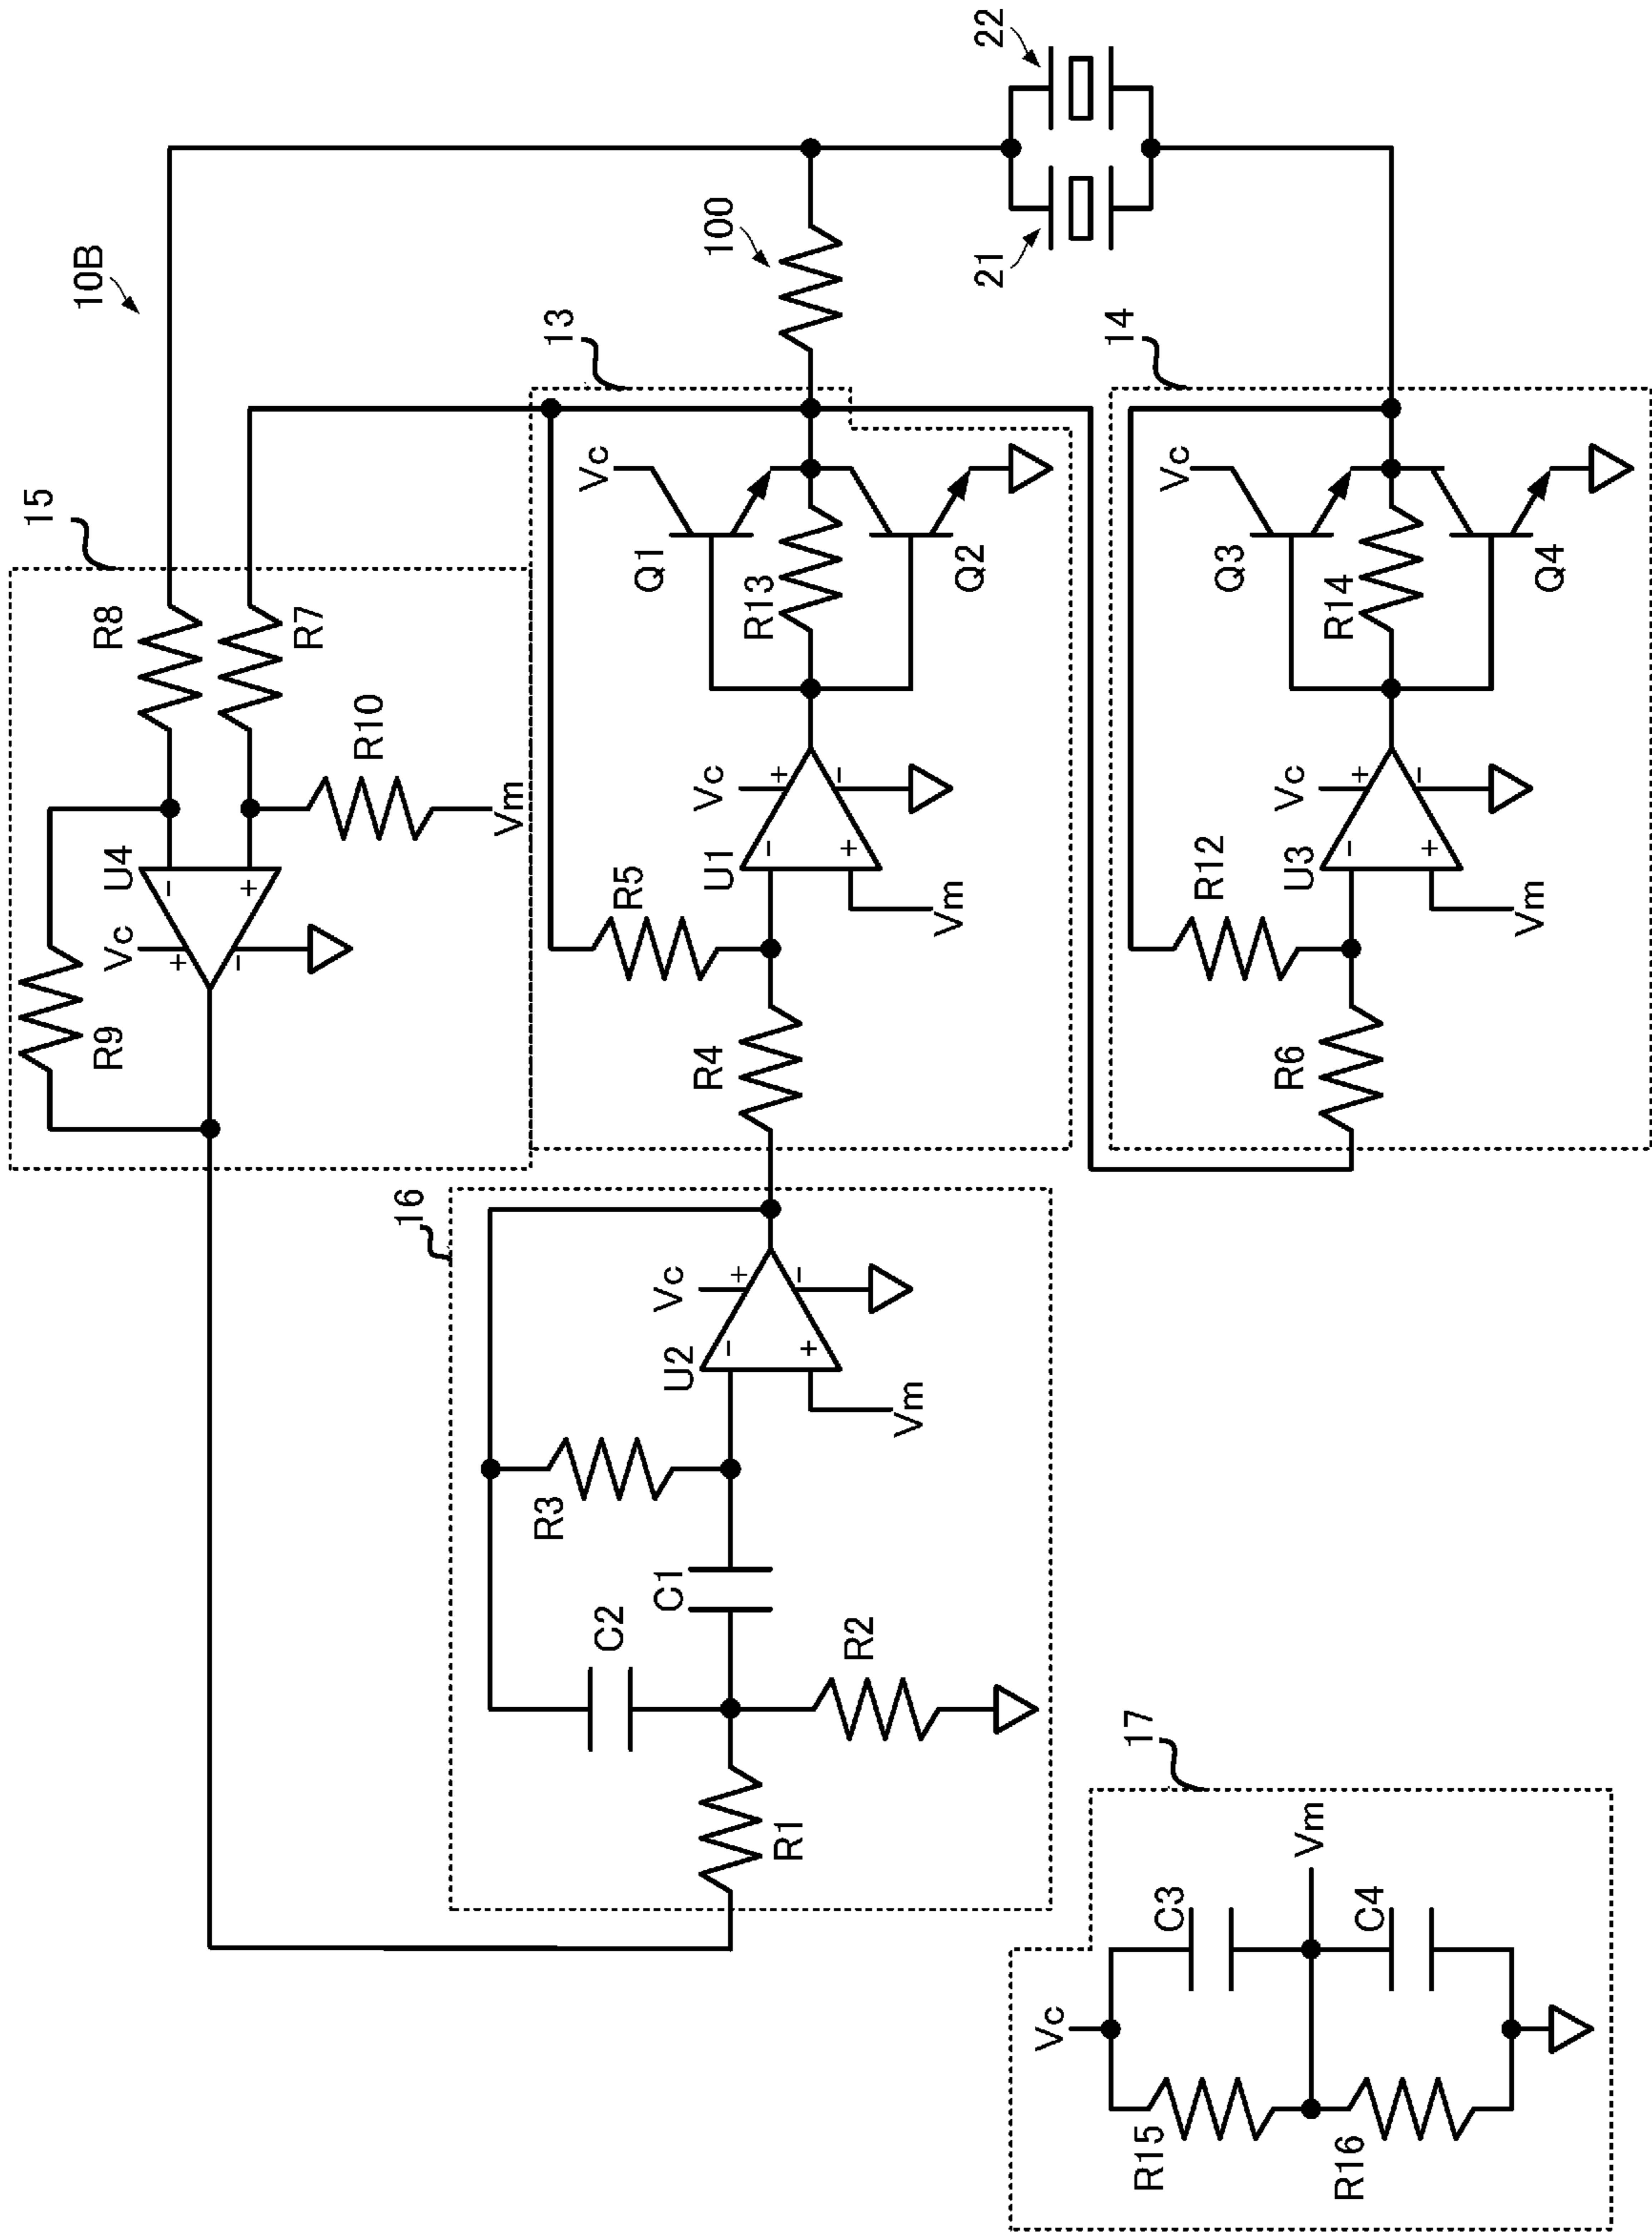 10B
15
R8
R7
R10
Vm
U4
Vc
-
+
+
-
R9
22
21
100
13
Vc
Q1
R13
Q2
R5
Vc
U1
-
+
+
-
Vm
R4
14
Vc
Q3
R14
Q4
R12
Vc
U3
-
+
+
-
Vm
R6
16
Vc
U2
-
+
+
-
Vm
R3
C2
C1
R2
R1
17
Vc
C3
Vm
C4
R15
R16